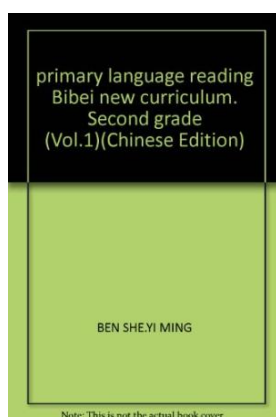 primary language reading
Bibei new curriculum.
Second grade
(Vol.1)(Chinese Edition)
BEN SHE.YI MING
Note: This is not the actual book cover